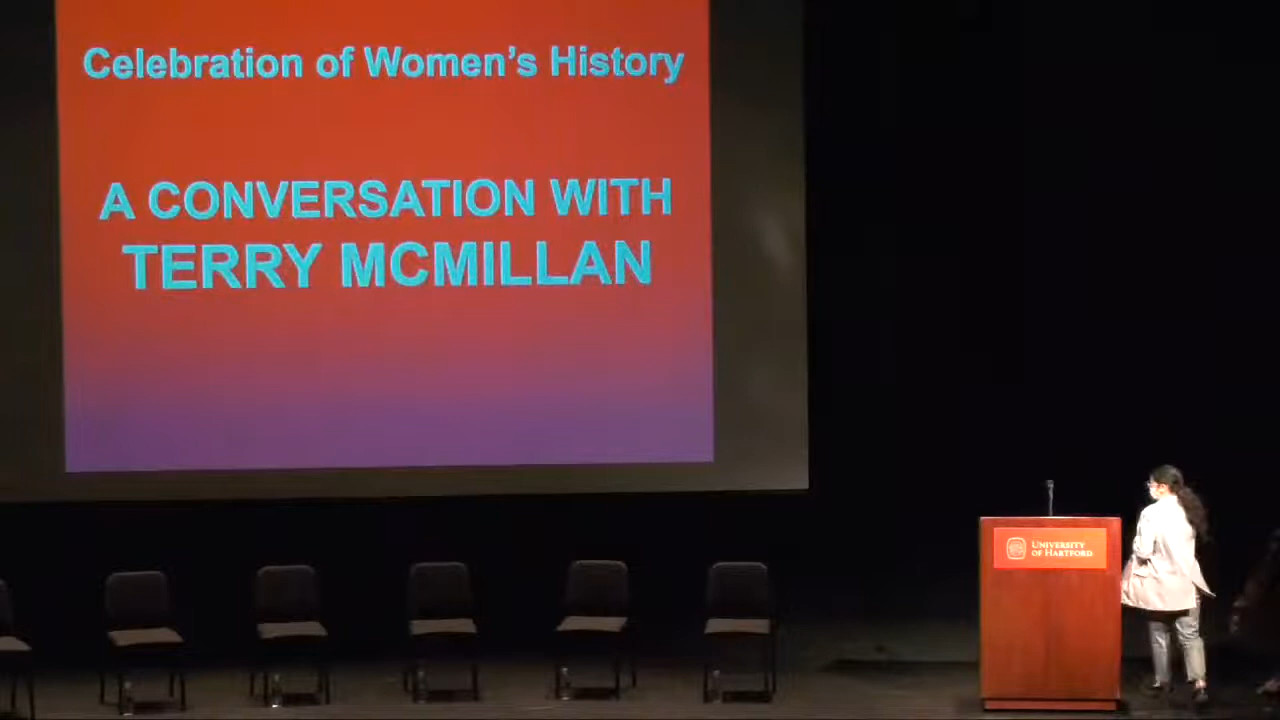 Celebration of Women's History
A CONVERSATION WITH
TERRY MCMILLAN
UNIVERSITY
OF HARTFORD